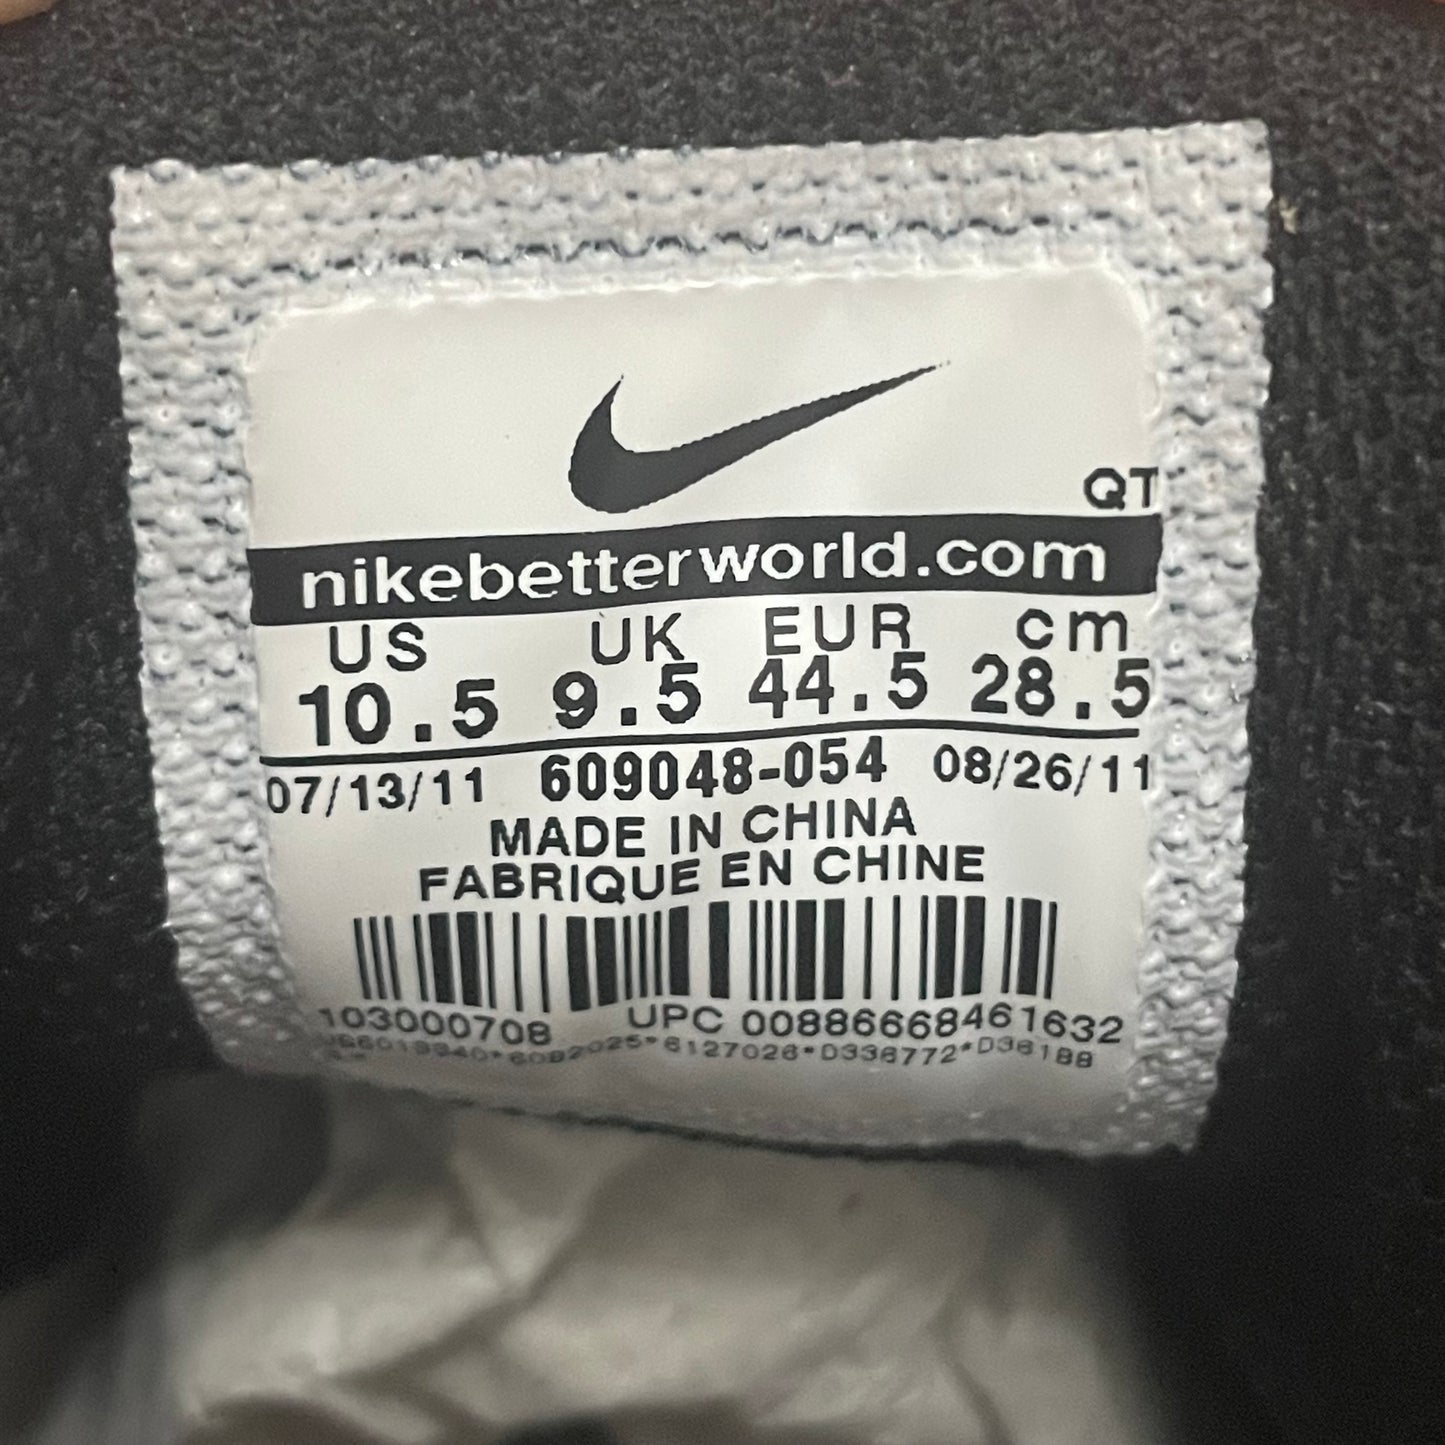 QT
nikebetterworld.com
US UK EUR cm
10.5 9.5 44.5 28.5
07/13/11 609048-054 08/26/11
MADE IN CHINA
FABRIQUE EN CHINE
103000708 UPC 00886668461632